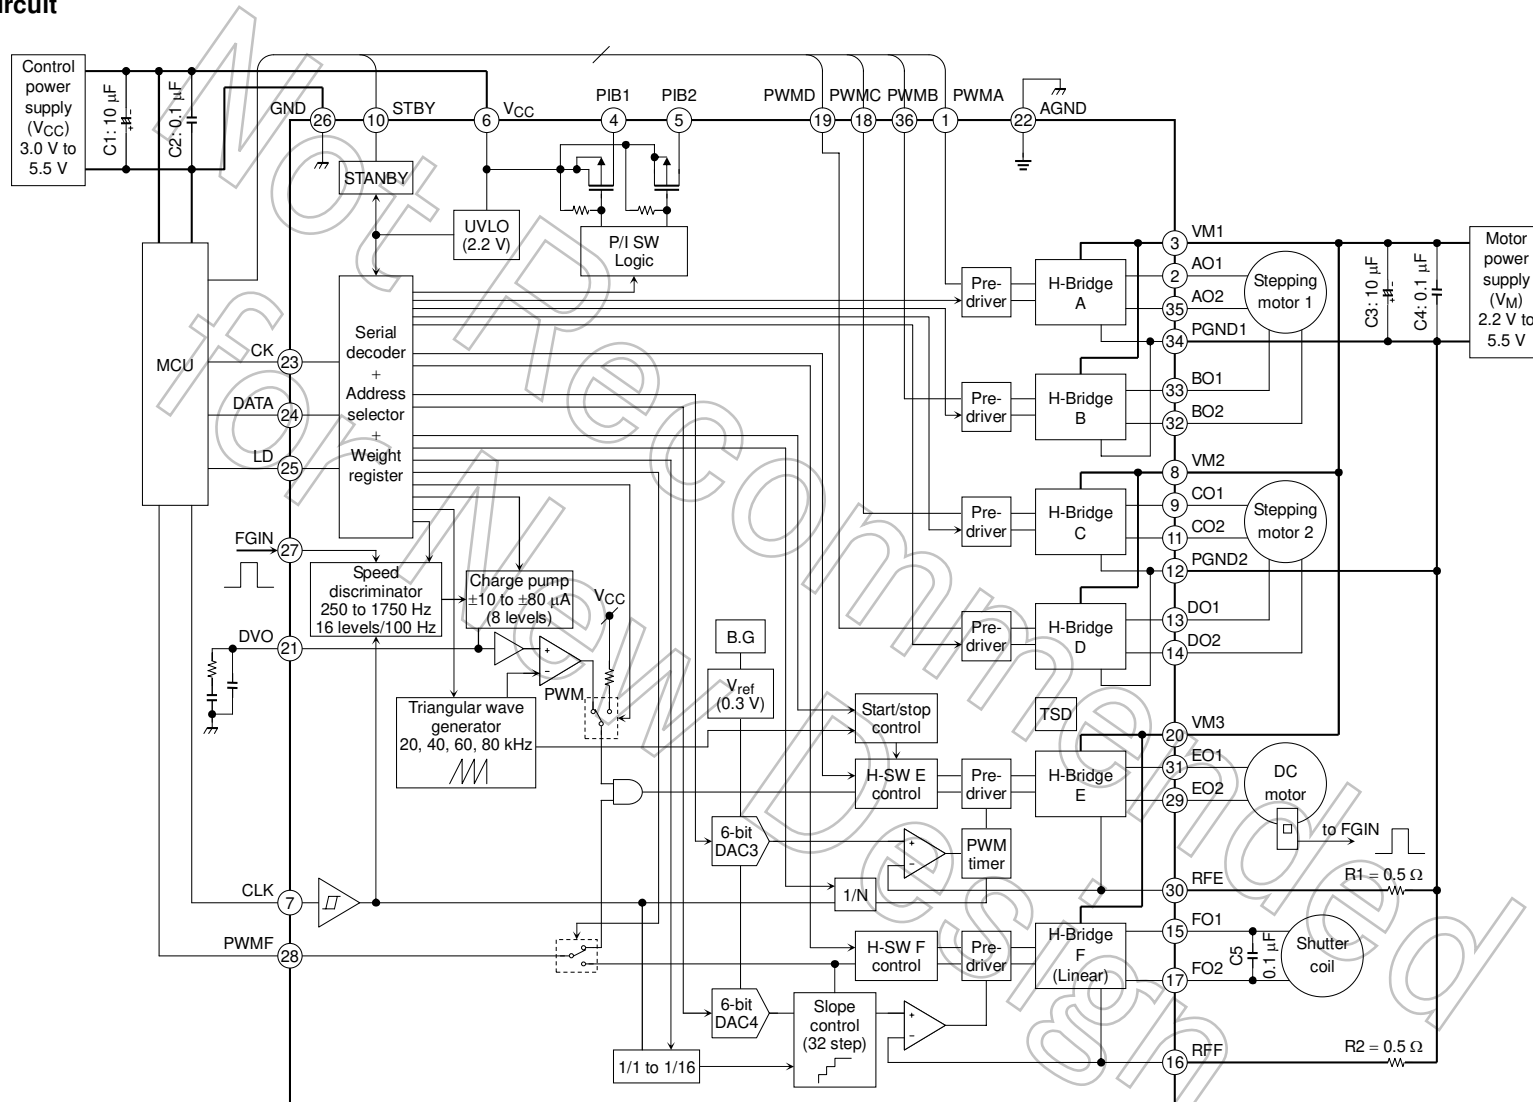 ircuit
Control
power
supply
(VCC)
3.0 V to
5.5 V
C1: 10 μF
C2: 0.1 μF
GND
26
10
STBY
6
VCC
PIB1
4
PIB2
5
PWMD
19
PWMC
18
PWMB
36
PWMA
1
22
AGND
STANBY
UVLO
(2.2 V)
P/I SW
Logic
MCU
CK
23
DATA
24
LD
25
Serial
decoder
+
Address
selector
+
Weight
register
Pre-
driver
H-Bridge
A
3
VM1
2
AO1
35
AO2
34
PGND1
Stepping
motor 1
C3: 10 μF
C4: 0.1 μF
Motor
power
supply
(VM)
2.2 V to
5.5 V
Pre-
driver
H-Bridge
B
33
BO1
32
BO2
8
VM2
Pre-
driver
H-Bridge
C
9
CO1
11
CO2
12
PGND2
Stepping
motor 2
Pre-
driver
H-Bridge
D
13
DO1
14
DO2
FGIN
27
Speed
discriminator
250 to 1750 Hz
16 levels/100 Hz
Charge pump
±10 to ±80 μA
(8 levels)
VCC
DVO
21
+
−
PWM
Triangular wave
generator
20, 40, 60, 80 kHz
B.G
Vref
(0.3 V)
Start/stop
control
TSD
20
VM3
H-SW E
control
Pre-
driver
H-Bridge
E
31
EO1
29
EO2
DC
motor
to FGIN
6-bit
DAC3
+
−
PWM
timer
1/N
30
RFE
R1 = 0.5 Ω
CLK
7
PWMF
28
H-SW F
control
Pre-
driver
H-Bridge
F
(Linear)
15
FO1
17
FO2
C5
0.1 μF
Shutter
coil
6-bit
DAC4
Slope
control
(32 step)
+
−
1/1 to 1/16
16
RFF
R2 = 0.5 Ω
Not Recommended
for New Design